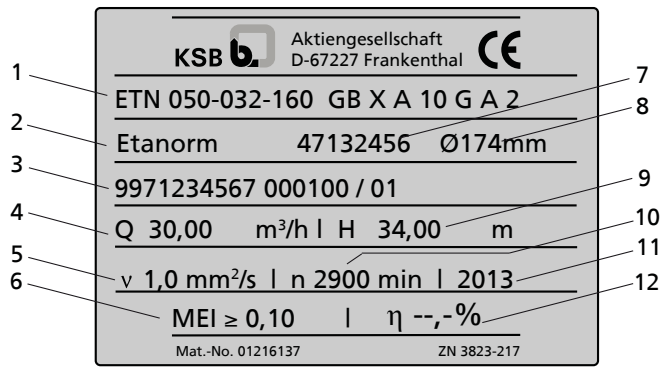 KSB b. Aktiengesellschaft
D-67227 Frankenthal CE
1 ETN 050-032-160 GB X A 10 G A 2 7
2 Etanorm 47132456 Ø174mm 8
3 9971234567 000100 / 01
4 Q 30,00 m³/h l H 34,00 m 9
5 ν 1,0 mm²/s l n 2900 min l 2013 10
6 MEI ≥ 0,10 l η --,-% 11
12
Mat.-No. 01216137 ZN 3823-217